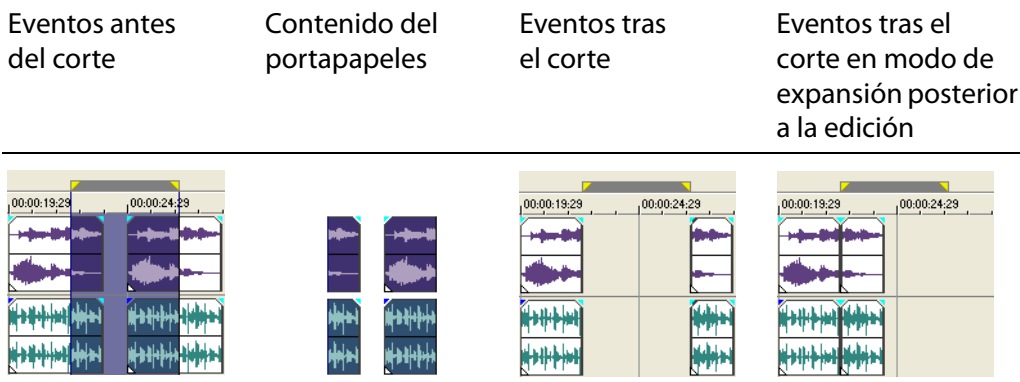 Eventos antes
del corte
Contenido del
portapapeles
Eventos tras
el corte
Eventos tras el
corte en modo de
expansión posterior
a la edición
00:00:19:29 00:00:24:29
00:00:19:29 00:00:24:29
00:00:19:29 00:00:24:29